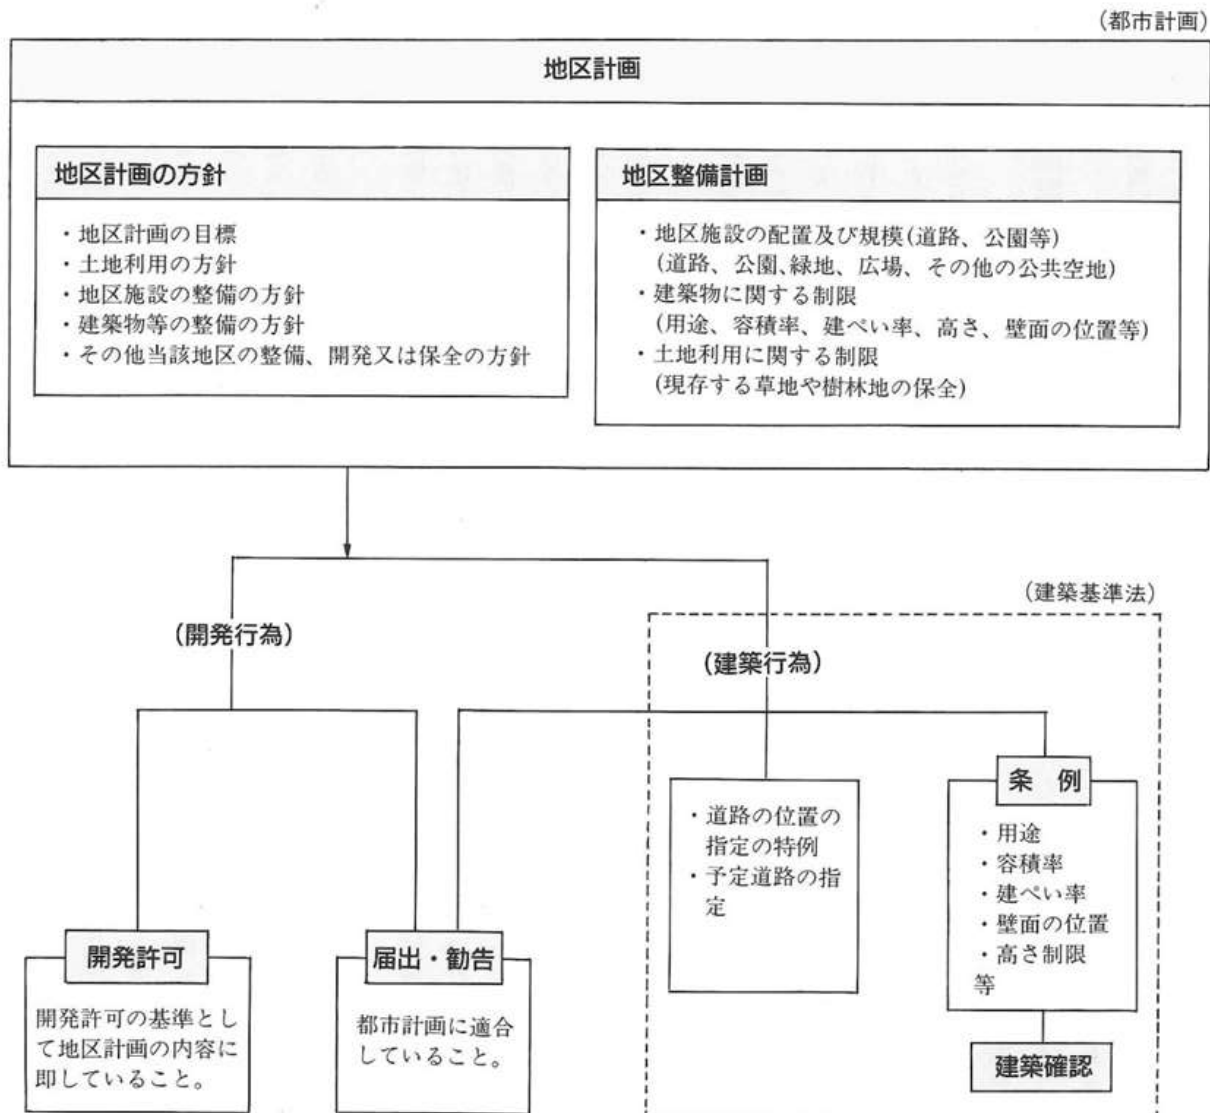 (都市計画)
地区計画
地区計画の方針
・地区計画の目標
・土地利用の方針
・地区施設の整備の方針
・建築物等の整備の方針
・その他当該地区の整備、開発又は保全の方針
地区整備計画
・地区施設の配置及び規模(道路、公園等)
(道路、公園、緑地、広場、その他の公共空地)
・建築物に関する制限
(用途、容積率、建ぺい率、高さ、壁面の位置等)
・土地利用に関する制限
(現存する草地や樹林地の保全)
(開発行為)
(建築基準法)
(建築行為)
開発許可
開発許可の基準とし
て地区計画の内容に
即していること。
届出・勧告
都市計画に適合
していること。
・道路の位置の
指定の特例
・予定道路の指
定
条　例
・用途
・容積率
・建ぺい率
・壁面の位置
・高さ制限
等
建築確認